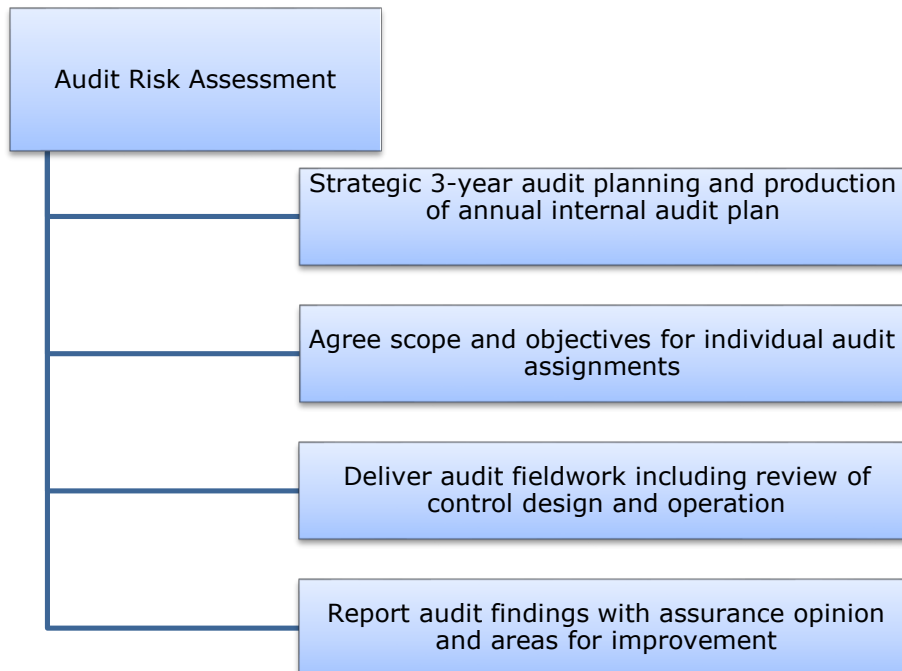 Audit Risk Assessment
Strategic 3-year audit planning and production
of annual internal audit plan
Agree scope and objectives for individual audit
assignments
Deliver audit fieldwork including review of
control design and operation
Report audit findings with assurance opinion
and areas for improvement